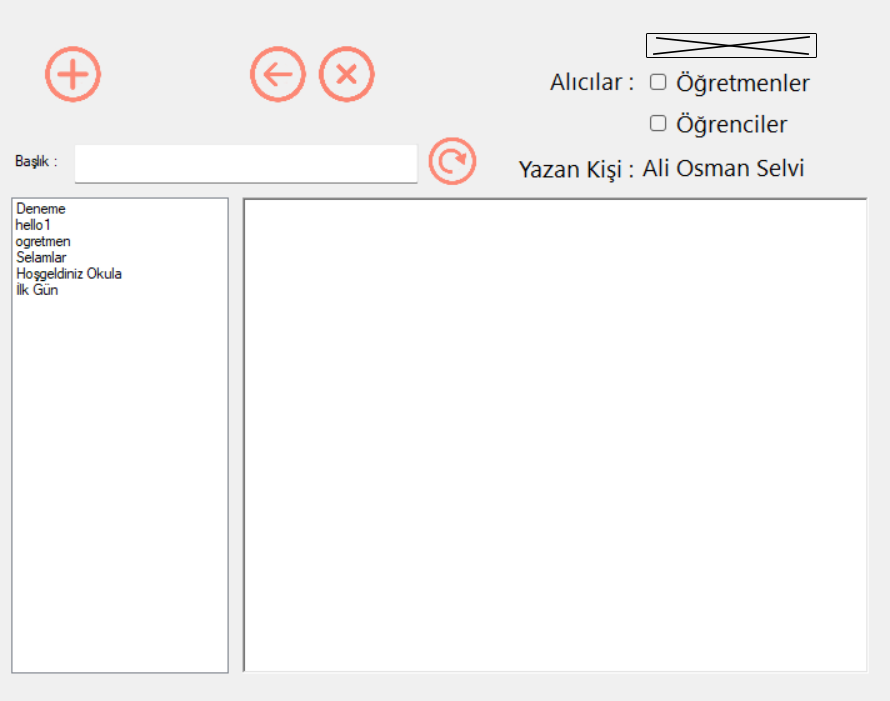 Alıcılar : Öğretmenler
Öğrenciler
Başlık :
Yazan Kişi : Ali Osman Selvi
Deneme
hello1
ogretmen
Selamlar
Hoşgeldiniz Okula
İlk Gün